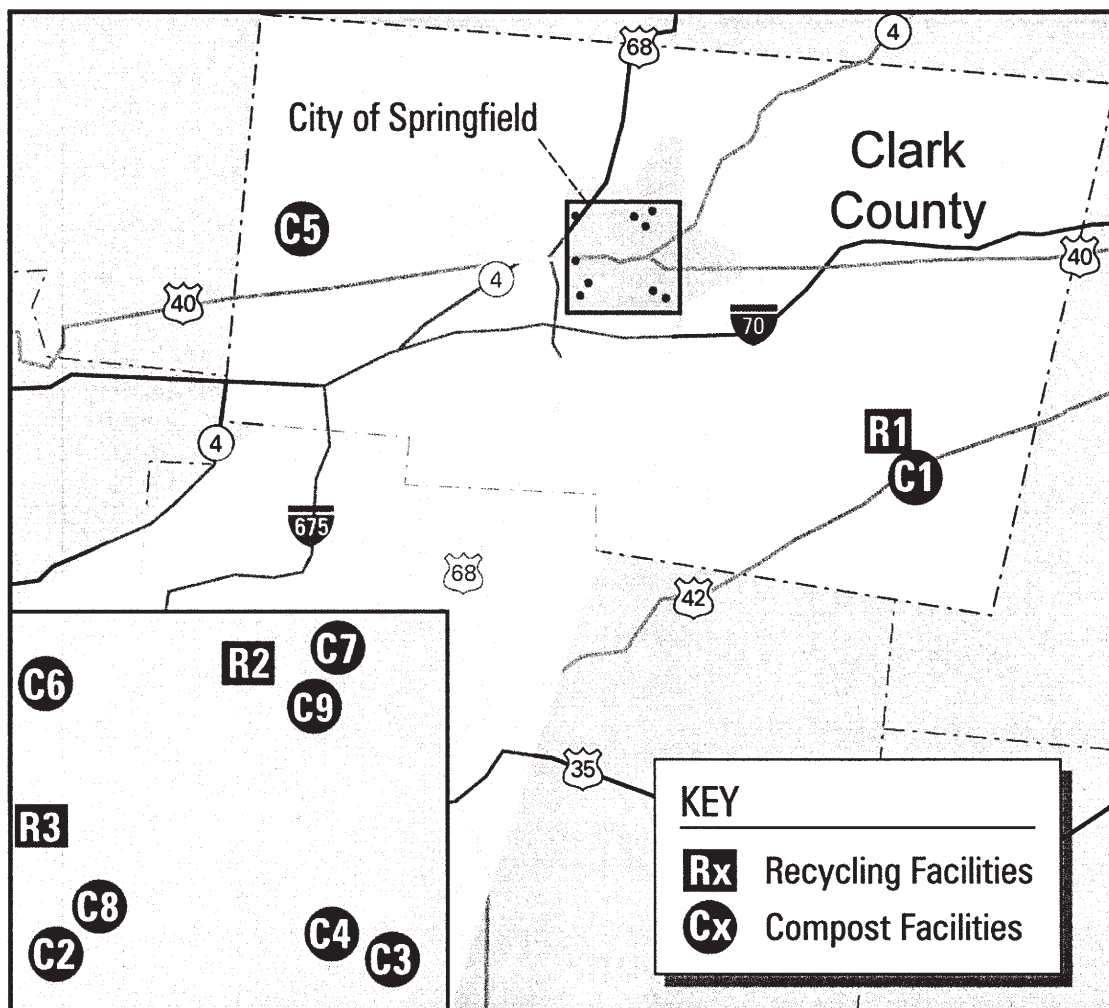 68
4
City of Springfield
Clark
County
C5
40
4
40
70
R1
4
C1
675
68
42
R2
C7
C6
C9
35
R3
C8
C4
C2
C3
KEY
Rx Recycling Facilities
Cx Compost Facilities